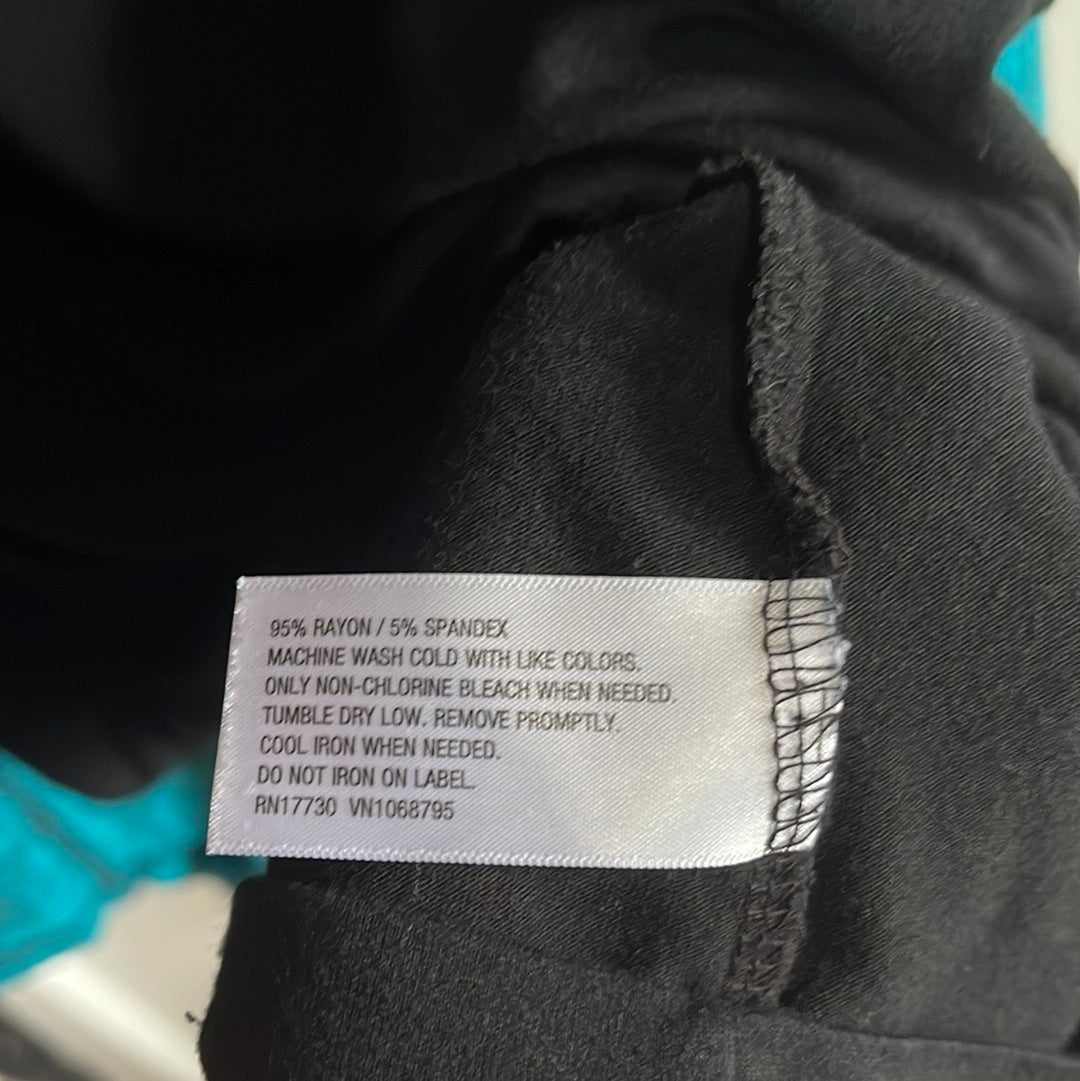 95% RAYON / 5% SPANDEX
MACHINE WASH COLD WITH LIKE COLORS.
ONLY NON-CHLORINE BLEACH WHEN NEEDED.
TUMBLE DRY LOW. REMOVE PROMPTLY.
COOL IRON WHEN NEEDED.
DO NOT IRON ON LABEL.
RN17730 VN1068795